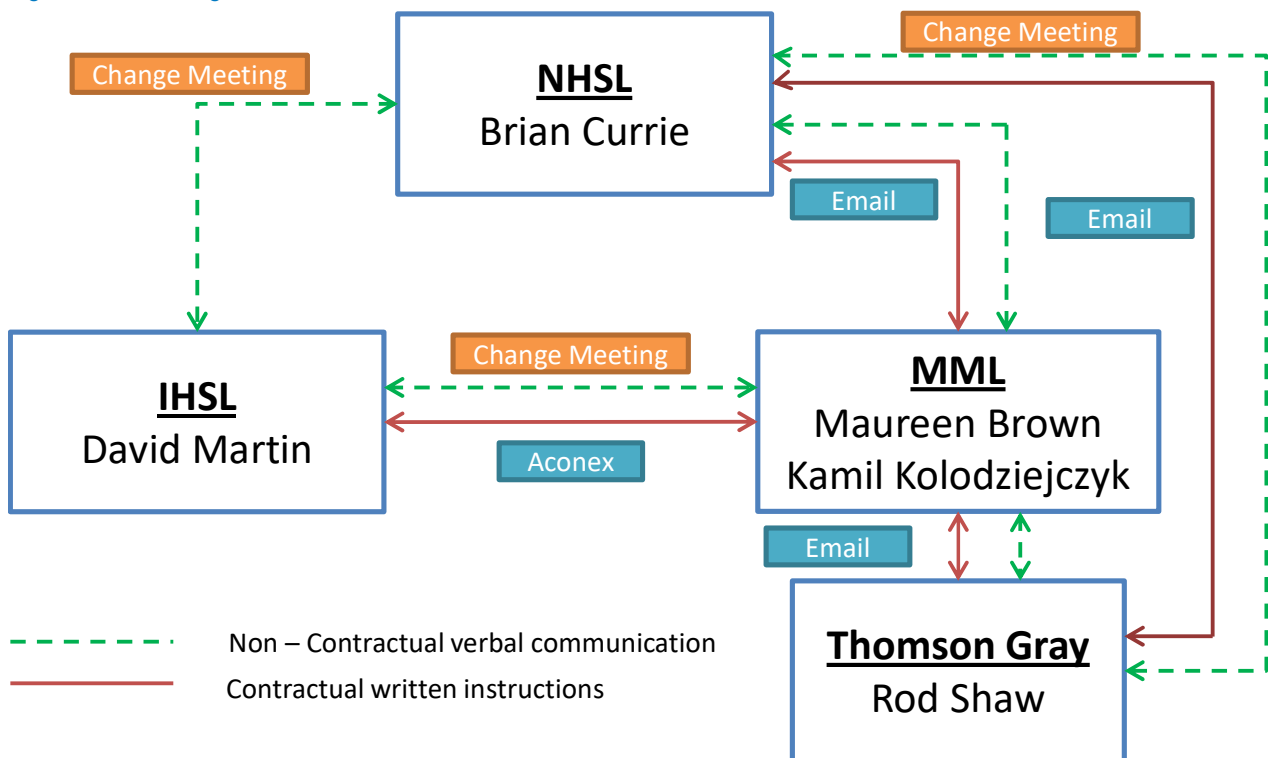 Change Meeting
Change Meeting
NHSL
Brian Currie
Email
Email
IHSL
David Martin
Change Meeting
Aconex
MML
Maureen Brown
Kamil Kolodziejczyk
Email
Thomson Gray
Rod Shaw
Non – Contractual verbal communication
Contractual written instructions